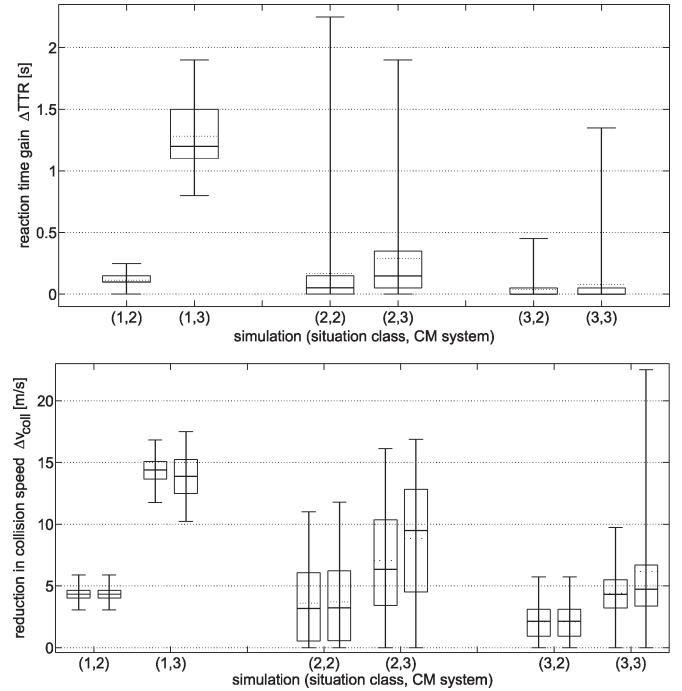 reaction time gain ΔTTR [s]
2
1.5
1
0.5
0
(1,2) (1,3) (2,2) (2,3) (3,2) (3,3)
simulation (situation class, CM system)
reduction in collision speed Δvcoll [m/s]
20
15
10
5
0
(1,2) (1,3) (2,2) (2,3) (3,2) (3,3)
simulation (situation class, CM system)